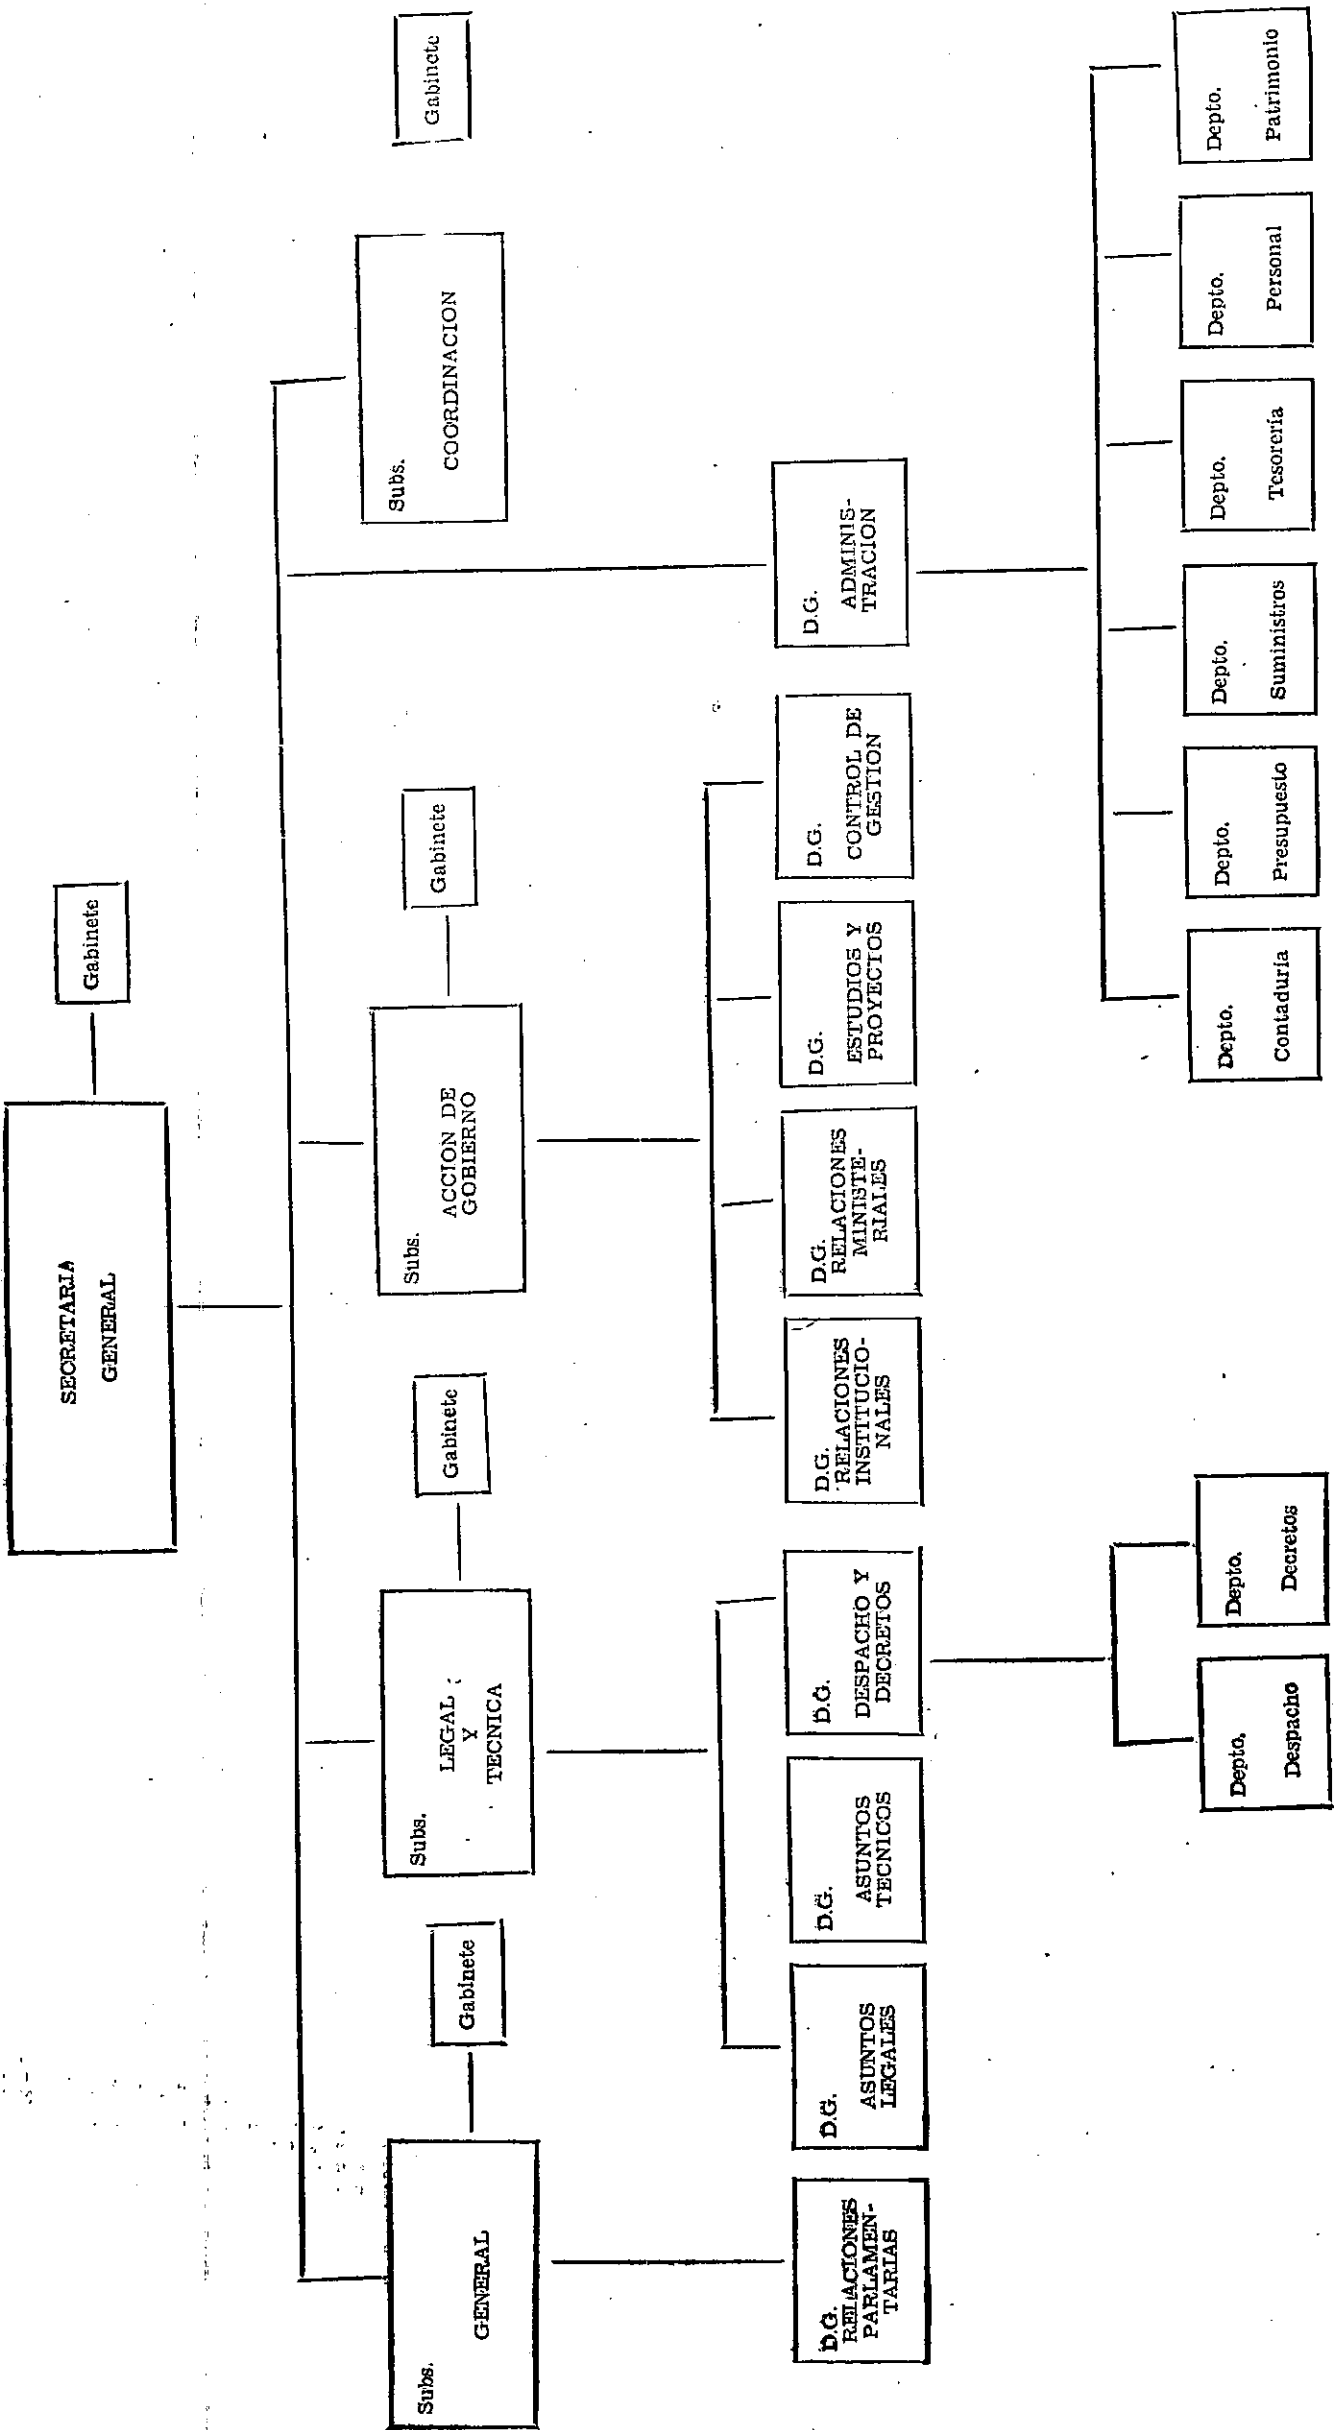 SECRETARIA
GENERAL
Gabinete
Subs.
GENERAL
Gabinete
Subs.
LEGAL
Y
TECNICA
Gabinete
Subs.
ACCION DE
GOBIERNO
Gabinete
Subs.
COORDINACION
Gabinete
D.G.
RELACIONES
PARLAMEN-
TARIAS
D.G.
ASUNTOS
LEGALES
D.G.
ASUNTOS
TECNICOS
D.G.
DESPACHO Y
DECRETOS
D.G.
RELACIONES
INSTITUCIO-
NALES
D.G.
RELACIONES
MINISTE-
RIALES
D.G.
ESTUDIOS Y
PROYECTOS
D.G.
CONTROL DE
GESTION
D.G.
ADMINIS-
TRACION
Depto.
Despacho
Depto.
Decretos
Depto.
Contaduría
Depto.
Presupuesto
Depto.
Suministros
Depto.
Tesorería
Depto.
Personal
Depto.
Patrimonio